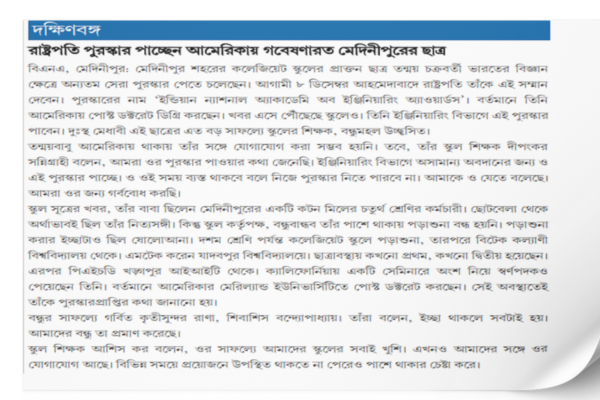 দক্ষিণবঙ্গ
রাষ্ট্রপতি পুরস্কার পাচ্ছেন আমেরিকায় গবেষণারত মেদিনীপুরের ছাত্র
বিএনএ, মেদিনীপুর: মেদিনীপুর শহরের কলেজিয়েট স্কুলের প্রাক্তন ছাত্র তন্ময় চক্রবর্তী ভারতের বিজ্ঞান
ক্ষেত্রে অন্যতম সেরা পুরস্কার পেতে চলেছেন। আগামী ৮ ডিসেম্বর আহমেদাবাদে রাষ্ট্রপতি তাঁকে এই সম্মান
দেবেন। পুরস্কারের নাম ‘ইন্ডিয়ান ন্যাশনাল অ্যাকাডেমি অব ইঞ্জিনিয়ারিং অ্যাওয়ার্ডস’। বর্তমানে তিনি
আমেরিকায় পোস্ট ডক্টরেট ডিগ্রি করছেন। খবর এসে পৌঁছেছে স্কুলেও। তিনি ইঞ্জিনিয়ারিং বিভাগে এই পুরস্কার
পাবেন। দুঃস্থ মেধাবী এই ছাত্রের এত বড় সাফল্যে স্কুলের শিক্ষক, বন্ধুমহল উচ্ছ্বসিত।
তন্ময়বাবু আমেরিকায় থাকায় তাঁর সঙ্গে যোগাযোগ করা সম্ভব হয়নি। তবে, তাঁর স্কুল শিক্ষক দীপংকর
সন্নিগ্রাহী বলেন, আমরা ওর পুরস্কার পাওয়ার কথা জেনেছি। ইঞ্জিনিয়ারিং বিভাগে অসামান্য অবদানের জন্য ও
এই পুরস্কার পাচ্ছে। ও ওই সময় ব্যস্ত থাকবে বলে নিজে পুরস্কার নিতে পারবে না। আমাকে ও যেতে বলেছে।
আমরা ওর জন্য গর্ববোধ করছি।
স্কুল সূত্রের খবর, তাঁর বাবা ছিলেন মেদিনীপুরের একটি কটন মিলের চতুর্থ শ্রেণির কর্মচারী। ছোটবেলা থেকে
অর্থাভাবই ছিল তাঁর নিত্যসঙ্গী। কিন্তু স্কুল কর্তৃপক্ষ, বন্ধুবান্ধব তাঁর পাশে থাকায় পড়াশুনা বন্ধ হয়নি। পড়াশুনা
করার ইচ্ছাটাও ছিল ষোলোআনা। দশম শ্রেণি পর্যন্ত কলেজিয়েট স্কুলে পড়াশুনা, তারপরে বিটেক কল্যাণী
বিশ্ববিদ্যালয় থেকে। এমটেক করেন যাদবপুর বিশ্ববিদ্যালয়ে। ছাত্রাবস্থায় কখনো প্রথম, কখনো দ্বিতীয় হয়েছেন।
এরপর পিএইচডি খড়্গপুর আইআইটি থেকে। ক্যালিফোর্নিয়ায় একটি সেমিনারে অংশ নিয়ে স্বর্ণপদকও
পেয়েছেন তিনি। বর্তমানে আমেরিকার মেরিল্যান্ড ইউনিভার্সিটিতে পোস্ট ডক্টরেট করছেন। সেই অবস্থাতেই
তাঁকে পুরস্কারপ্রাপ্তির কথা জানানো হয়।
বন্ধুর সাফল্যে গর্বিত কৃতীসুন্দর রাণা, শিবাশিস বন্দ্যোপাধ্যায়। তাঁরা বলেন, ইচ্ছা থাকলে সবটাই হয়।
আমাদের বন্ধু তা প্রমাণ করেছে।
স্কুল শিক্ষক আশিস কর বলেন, ওর সাফল্যে আমাদের স্কুলের সবাই খুশি। এখনও আমাদের সঙ্গে ওর
যোগাযোগ আছে। বিভিন্ন সময়ে প্রয়োজনে উপস্থিত থাকতে না পেরেও পাশে থাকার চেষ্টা করে।